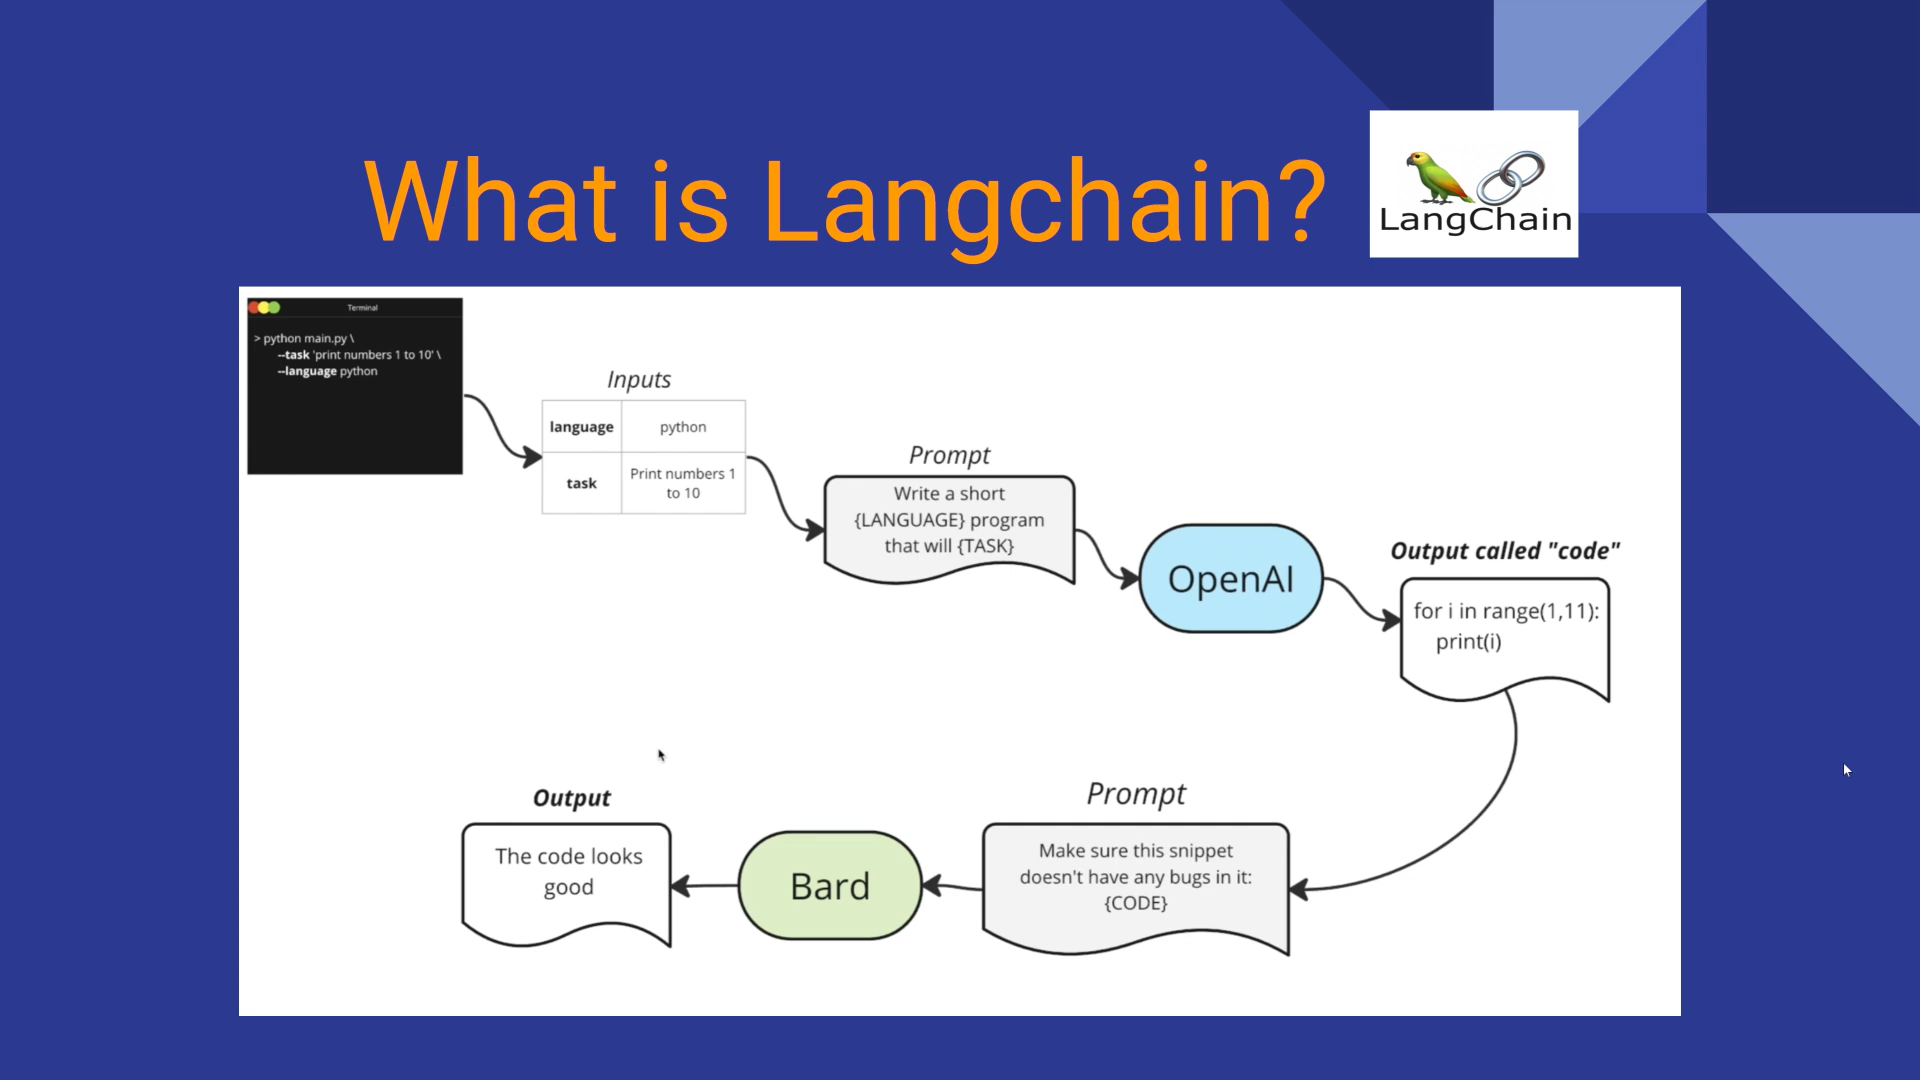 What is Langchain?
LangChain
Terminal
> python main.py \
--task 'print numbers 1 to 10' \
--language python
Inputs
language python
task Print numbers 1
to 10
Prompt
Write a short
{LANGUAGE} program
that will {TASK}
OpenAI
Output called "code"
for i in range(1,11):
print(i)
Prompt
Make sure this snippet
doesn't have any bugs in it:
{CODE}
Bard
Output
The code looks
good